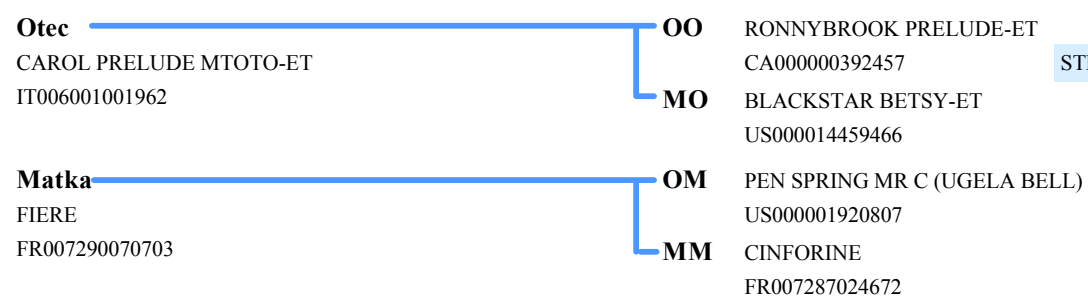 Otec OO RONNYBROOK PRELUDE-ET
CAROL PRELUDE MTOTO-ET CA000000392457
IT006001001962 MO BLACKSTAR BETSY-ET
US000014459466
Matka OM PEN SPRING MR C (UGELA BELL)
FIERE US000001920807
FR007290070703 MM CINFORINE
FR007287024672